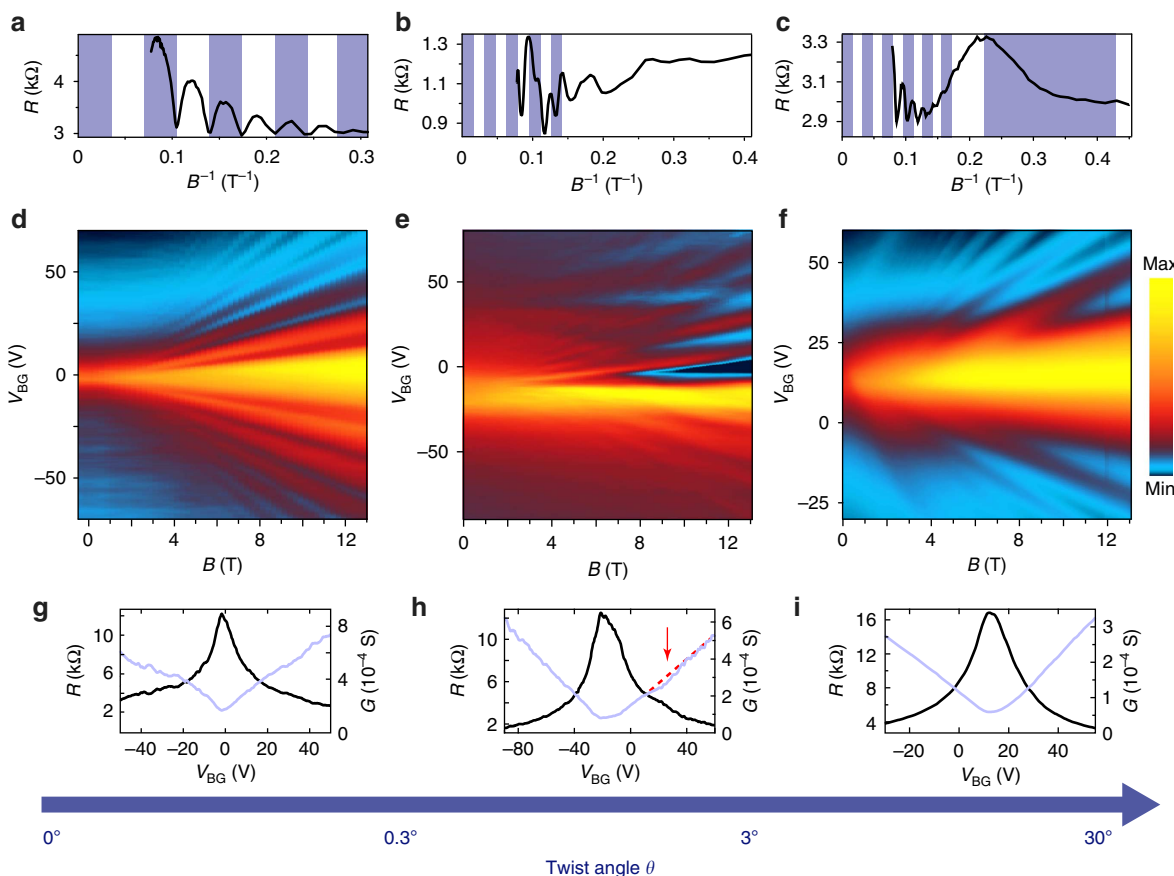 a
b
c
R (kΩ)
4
3
0
0.1
0.2
0.3
B⁻¹ (T⁻¹)
R (kΩ)
1.3
1.1
0.9
0
0.1
0.2
0.3
0.4
B⁻¹ (T⁻¹)
R (kΩ)
3.3
3.1
2.9
0
0.2
0.4
B⁻¹ (T⁻¹)
d
e
f
V_BG (V)
50
0
–50
0
4
8
12
B (T)
V_BG (V)
50
0
–50
0
4
8
12
B (T)
V_BG (V)
50
25
0
–25
0
4
8
12
B (T)
Max
Min
g
h
i
R (kΩ)
10
6
2
8
4
0
G (10⁻⁴ S)
–40
–20
0
20
40
V_BG (V)
R (kΩ)
10
6
2
6
4
2
0
G (10⁻⁴ S)
–80
–40
0
40
V_BG (V)
R (kΩ)
16
12
8
4
3
2
1
0
G (10⁻⁴ S)
0
20
40
V_BG (V)
0°
0.3°
3°
30°
Twist angle θ